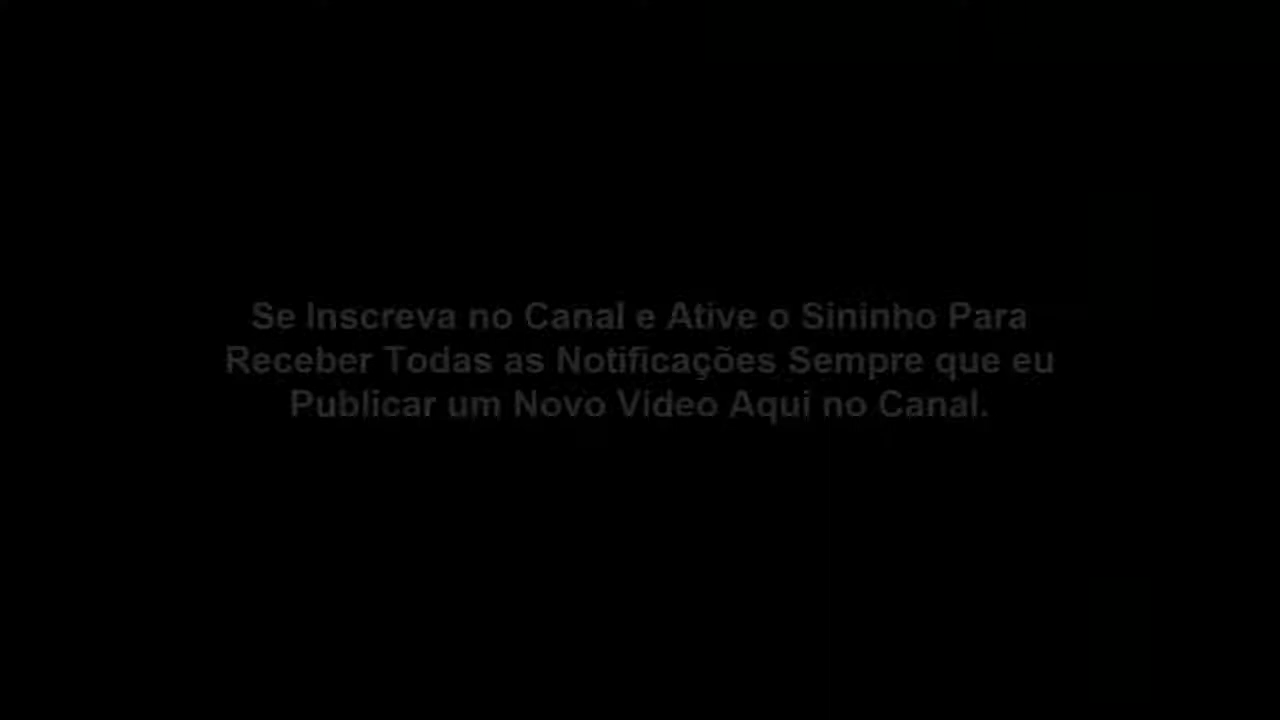 Se Inscreva no Canal e Ative o Sininho Para
Receber Todas as Notificações Sempre que eu
Publicar um Novo Vídeo Aqui no Canal.